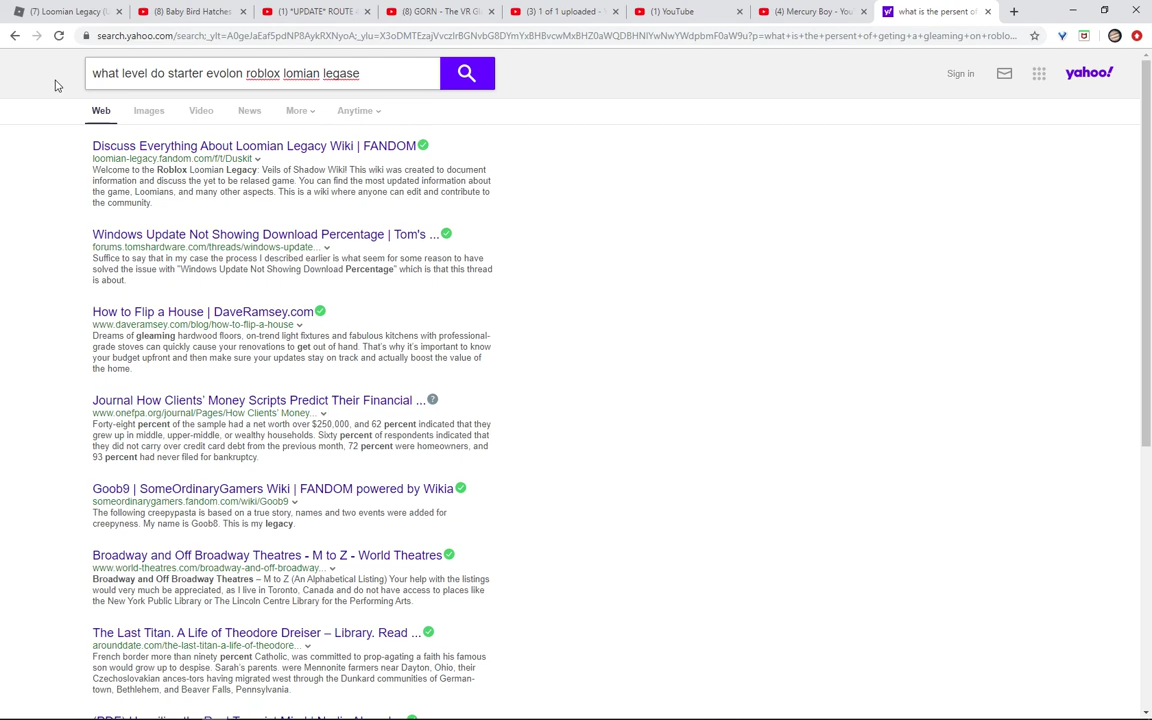 (7) Loomian Legacy (
(8) Baby Bird Hatches
(1) *UPDATE* ROUTE
(8) GORN - The VR Gl
(3) 1 of 1 uploaded -
(1) YouTube
(4) Mercury Boy - You
what is the persent of
search.yahoo.com/search;_ylt=A0geJaEaf5pdNP8AykRXNyoA;_ylu=X3oDMTEzajAyYvczIrBGNvbG8DYmYxBHBvcwMxBHZ0aWQDBHNlYwNwYWdpbmF0aW9u?p=what+is+the+persent+of+geting+a+gleaming+on+roblo...
what level do starter evolon roblox lomian legase
Sign in
yahoo!
Web Images Video News More Anytime
Discuss Everything About Loomian Legacy Wiki | FANDOM
loomian-legacy.fandom.com/f/t/Duskit
Welcome to the Roblox Loomian Legacy: Veils of Shadow Wiki! This wiki was created to document
information and discuss the yet to be relased game. You can find the most updated information about
the game, Loomians, and many other aspects. This is a wiki where anyone can edit and contribute to
the community.
Windows Update Not Showing Download Percentage | Tom's ...
forums.tomshardware.com/threads/windows-update...
Suffice to say that in my case the process I described earlier is what seem for some reason to have
solved the issue with "Windows Update Not Showing Download Percentage" which is that this thread
is about.
How to Flip a House | DaveRamsey.com
www.daveramsey.com/blog/how-to-flip-a-house
Dreams of gleaming hardwood floors, on-trend light fixtures and fabulous kitchens with professional-
grade stoves can quickly cause your renovations to get out of hand. That's why it's important to know
your budget upfront and then make sure your updates stay on track and actually boost the value of
the home.
Journal How Clients' Money Scripts Predict Their Financial ...
www.onefpa.org/journal/Pages/How Clients' Money...
Forty-eight percent of the sample had a net worth over $250,000, and 62 percent indicated that they
grew up in middle, upper-middle, or wealthy households. Sixty percent of respondents indicated that
they did not carry over credit card debt from the previous month, 72 percent were homeowners, and
93 percent had never filed for bankruptcy.
Goob9 | SomeOrdinaryGamers Wiki | FANDOM powered by Wikia
someordinarygamers.fandom.com/wiki/Goob9
The following creepypasta is based on a true story, names and two events were added for
creepyness. My name is Goob8. This is my legacy.
Broadway and Off Broadway Theatres - M to Z - World Theatres
www.world-theatres.com/broadway-and-off-broadway...
Broadway and Off Broadway Theatres – M to Z (An Alphabetical Listing) Your help with the listings
would very much be appreciated, as I live in Toronto, Canada and do not have access to places like
the New York Public Library or The Lincoln Centre Library for the Performing Arts.
The Last Titan. A Life of Theodore Dreiser – Library. Read ...
arounddate.com/the-last-titan-a-life-of-theodore...
French border more than ninety percent Catholic, was committed to prop-agating a faith his famous
son would grow up to despise. Sarah's parents. were Mennonite farmers near Dayton, Ohio, their
Czechoslovakian ances-tors having migrated west through the Dunkard communities of German-
town, Bethlehem, and Beaver Falls, Pennsylvania.